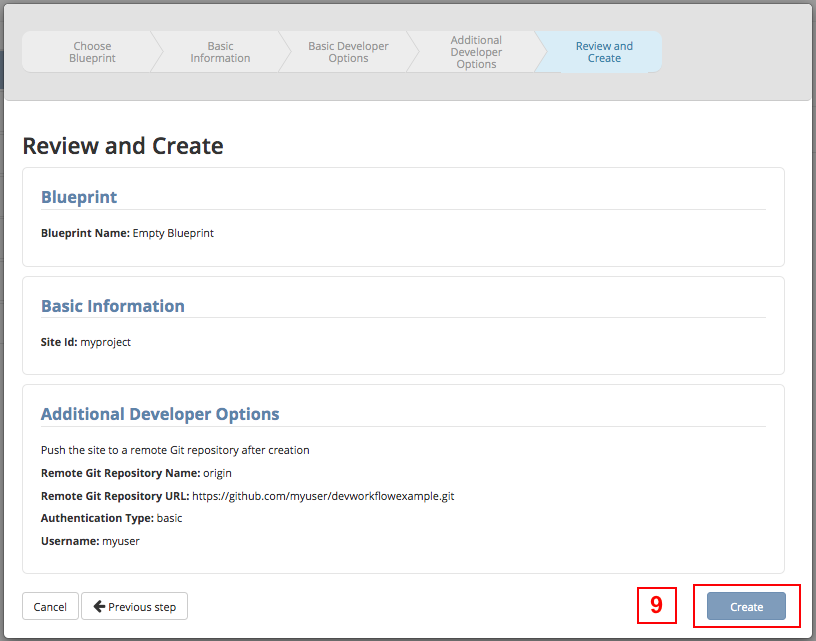 Choose
Blueprint
Basic
Information
Basic Developer
Options
Additional
Developer
Options
Review and
Create
Review and Create
Blueprint
Blueprint Name: Empty Blueprint
Basic Information
Site Id: myproject
Additional Developer Options
Push the site to a remote Git repository after creation
Remote Git Repository Name: origin
Remote Git Repository URL: https://github.com/myuser/devworkflowexample.git
Authentication Type: basic
Username: myuser
Cancel
Previous step
9
Create